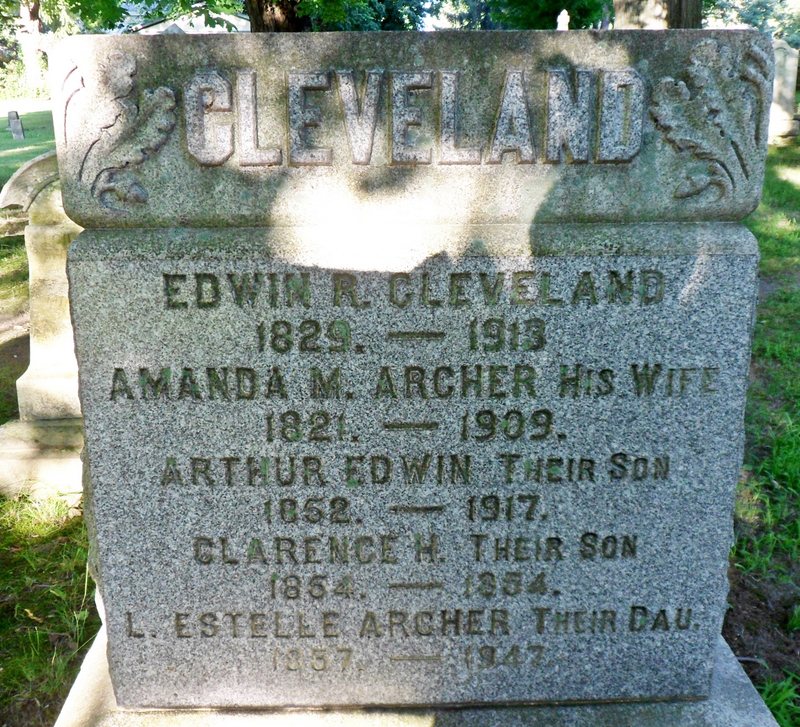 CLEVELAND
EDWIN R. CLEVELAND
1829. — 1913
AMANDA M. ARCHER HIS WIFE
1821. — 1909.
ARTHUR EDWIN THEIR SON
1852. — 1917.
CLARENCE H. THEIR SON
1854. — 1854.
L. ESTELLE ARCHER THEIR DAU.
1857. — 1947.